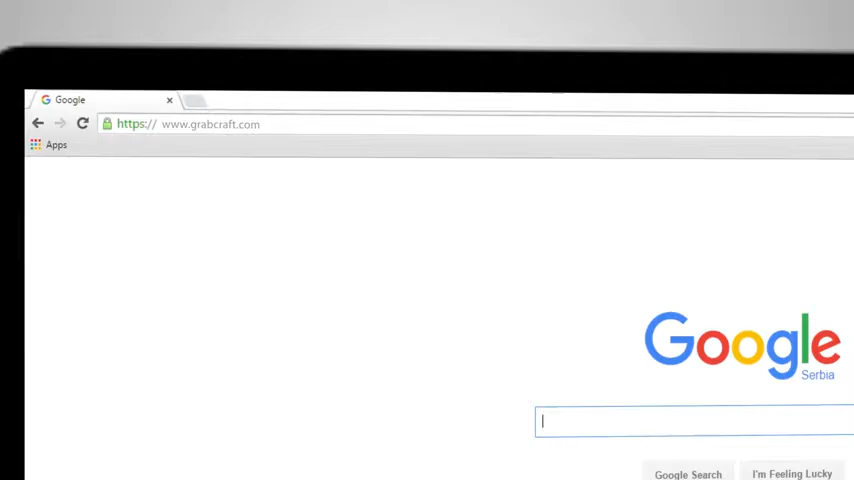 Google
https:// www.grabcraft.com
Apps
Google
Serbia
Google Search
I'm Feeling Lucky